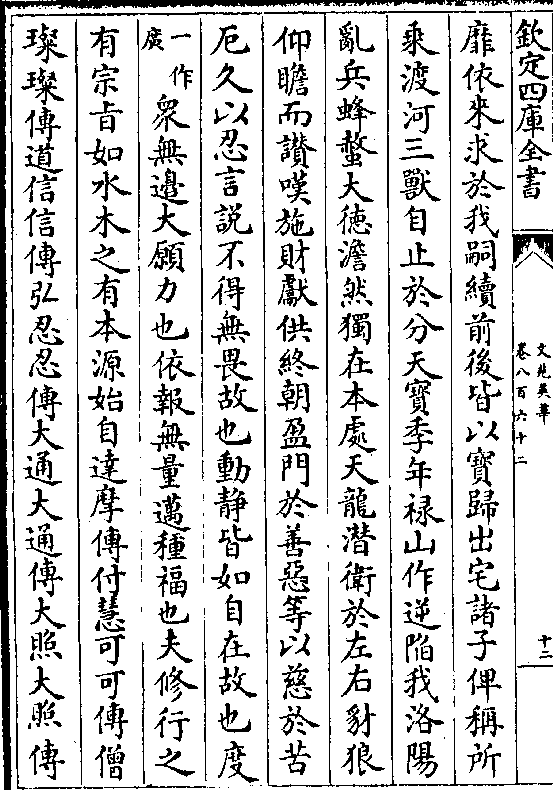 欽定四庫全書
文苑英華
卷八百六十二
十二
靡依來求於我嗣續前後皆以寶歸出宅諸子俾稱所
乘渡河三獸自止於分天寶季年禄山作逆陷我洛陽
亂兵蜂螫大徳澹然獨在本處天龍潛衛於左右豺狼
仰瞻而讃嘆施財獻供終朝盈門於善惡等以慈於苦
厄久以忍言説不得無畏故也動静皆如自在故也度
一作廣
衆無邊大願力也依報無量邁種福也夫修行之
有宗㫖如水木之有本源始自達摩傳付慧可可傳僧
璨璨傳道信信傳弘忍忍傳大通大通傳大照大照傳